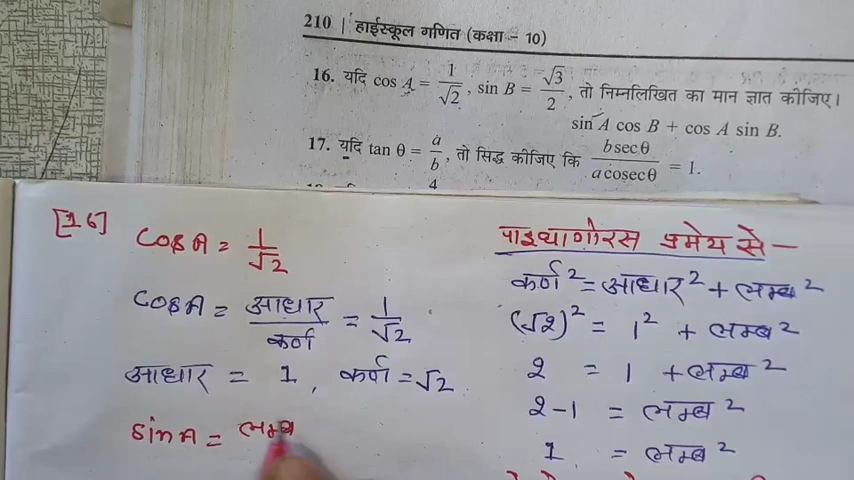 210 | हाईस्कूल गणित (कक्षा - 10)
16. यदि cos A = 1/√2, sin B = √3/2, तो निम्नलिखित का मान ज्ञात कीजिए।
sin A cos B + cos A sin B.
17. यदि tan θ = a/b, तो सिद्ध कीजिए कि b sec θ / a cosec θ = 1.
4
[16]
cos A = 1/√2
cos A = आधार/कर्ण = 1/√2
आधार = 1, कर्ण = √2
sin A = लम्ब
पाइथागोरस प्रमेय से —
कर्ण² = आधार² + लम्ब²
(√2)² = 1² + लम्ब²
2 = 1 + लम्ब²
2-1 = लम्ब²
1 = लम्ब²